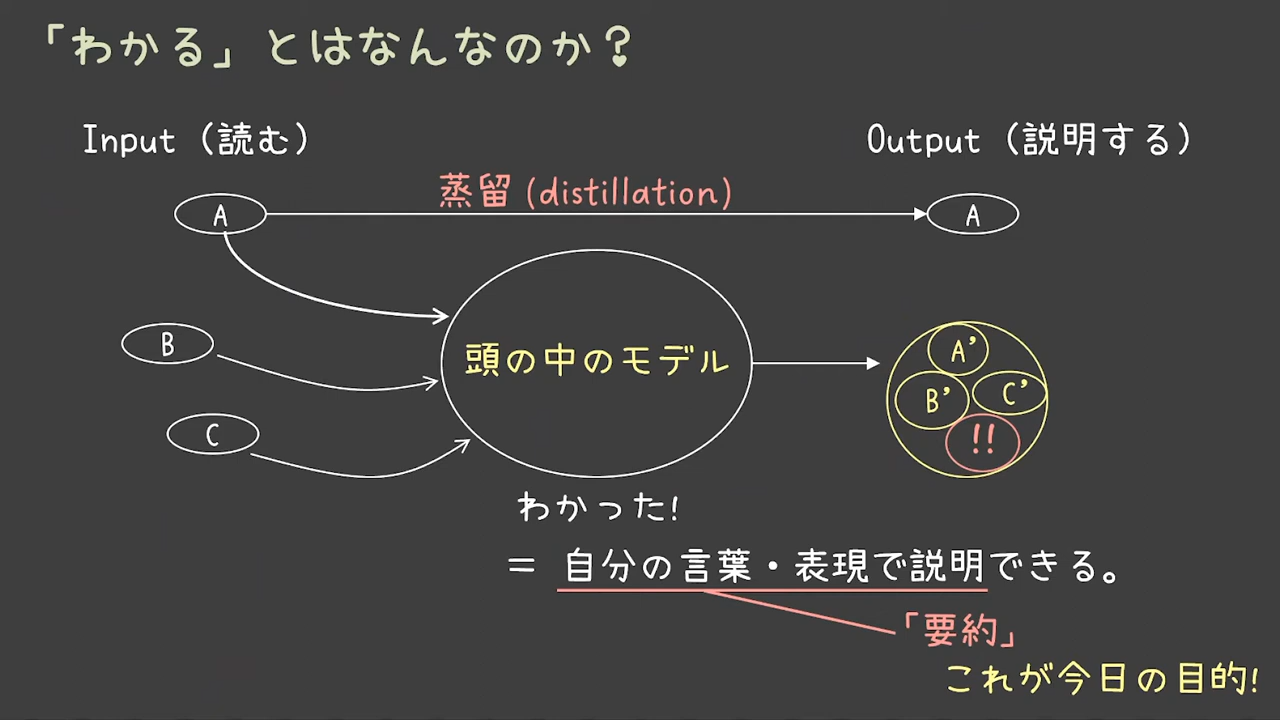 「わかる」とはなんなのか?
Input(読む)
Output(説明する)
蒸留(distillation)
A
A
B
C
頭の中のモデル
A’
B’
C’
!!
わかった!
= 自分の言葉・表現で説明できる。
「要約」
これが今日の目的!